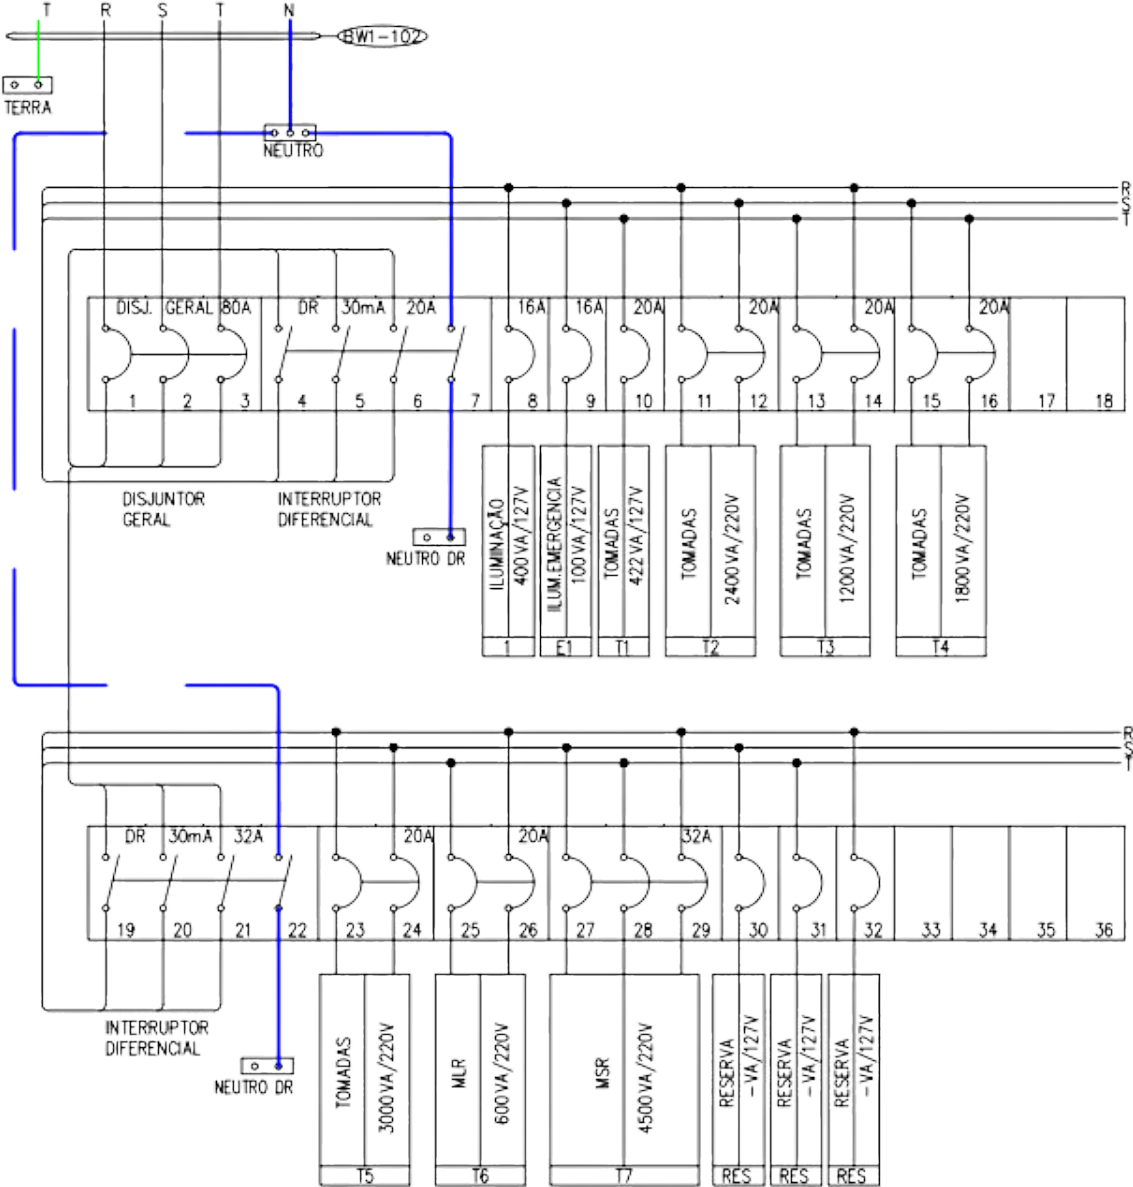 T R S T N
BW1-102
TERRA
NEUTRO
R
S
T
DISJ. GERAL 80A DR 30mA 20A 16A 16A 20A 20A 20A 20A
1 2 3 4 5 6 7 8 9 10 11 12 13 14 15 16 17 18
DISJUNTOR
GERAL
INTERRUPTOR
DIFERENCIAL
NEUTRO DR
ILUMINAÇÃO
400VA/127V
1
ILUM.EMERGENCIA
100VA/127V
E1
TOMADAS
422VA/127V
T1
TOMADAS
2400VA/220V
T2
TOMADAS
1200VA/220V
T3
TOMADAS
1800VA/220V
T4
R
S
T
DR 30mA 32A 20A 20A 32A
19 20 21 22 23 24 25 26 27 28 29 30 31 32 33 34 35 36
INTERRUPTOR
DIFERENCIAL
NEUTRO DR
TOMADAS
3000VA/220V
T5
MLR
600VA/220V
T6
MSR
4500VA/220V
T7
RESERVA
-VA/127V
RES
RESERVA
-VA/127V
RES
RESERVA
-VA/127V
RES